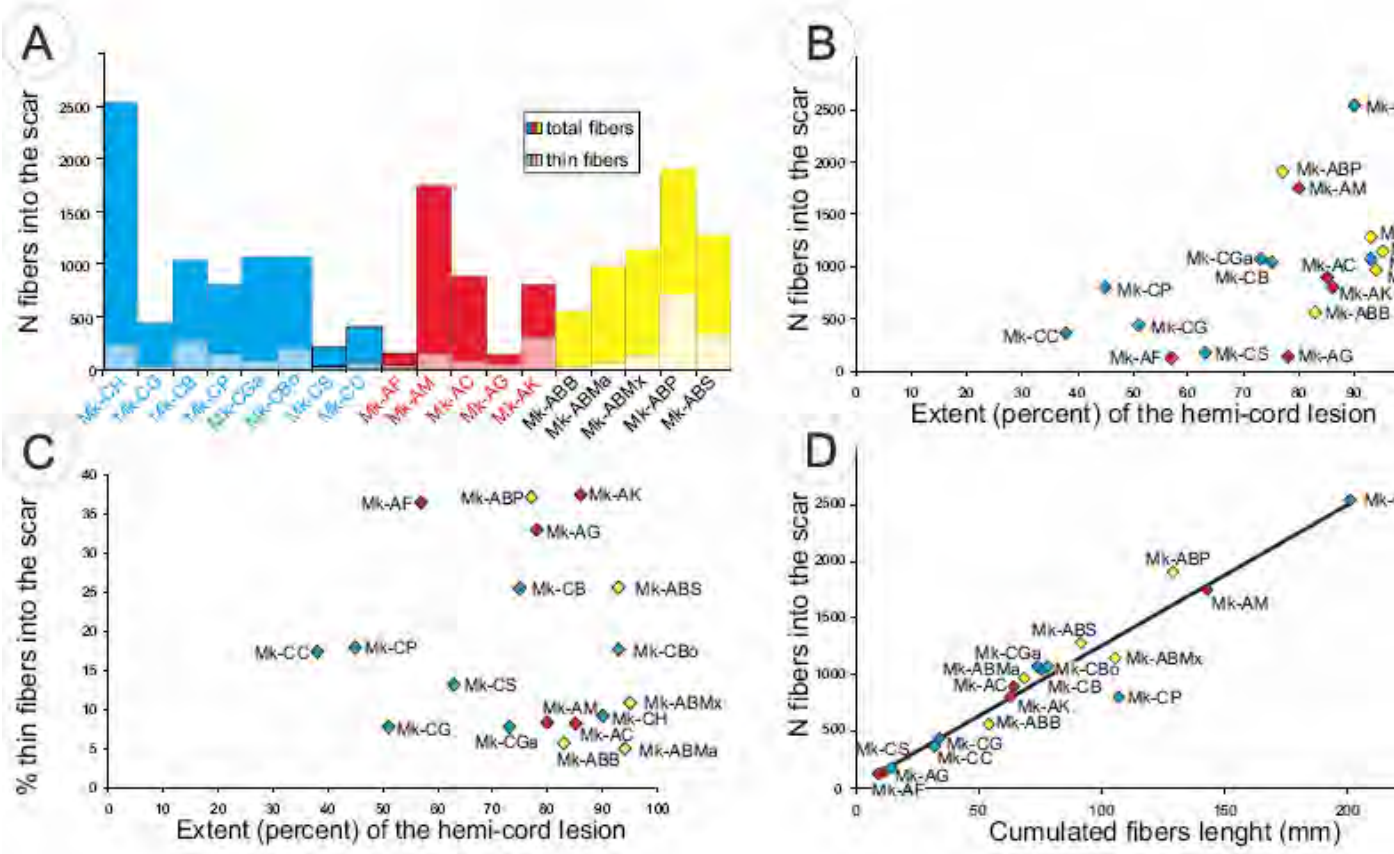 A
N fibers into the scar
2500
2000
1500
1000
500
0
total fibers
thin fibers
Mk-CH
Mk-CG
Mk-CB
Mk-CP
Mk-CGa
Mk-CBo
Mk-CS
Mk-CC
Mk-AF
Mk-AM
Mk-AC
Mk-AG
Mk-AK
Mk-ABB
Mk-ABMa
Mk-ABMx
Mk-ABP
Mk-ABS
B
N fibers into the scar
2500
2000
1500
1000
500
0
Mk-
Mk-ABP
Mk-AM
M
Mk-CGa
Mk-CB
Mk-AC
Mk-CP
Mk-AK
Mk-ABB
Mk-CG
Mk-CC
Mk-AF
Mk-CS
Mk-AG
0 10 20 30 40 50 60 70 80 90
Extent (percent) of the hemi-cord lesion
C
% thin fibers into the scar
40
35
30
25
20
15
10
5
0
Mk-AF
Mk-ABP
Mk-AK
Mk-AG
Mk-CB
Mk-ABS
Mk-CC
Mk-CP
Mk-CBo
Mk-CS
Mk-ABMx
Mk-AM
Mk-CH
Mk-CG
Mk-AC
Mk-CGa
Mk-ABB
Mk-ABMa
0 10 20 30 40 50 60 70 80 90 100
Extent (percent) of the hemi-cord lesion
D
N fibers into the scar
2500
2000
1500
1000
500
0
Mk-
Mk-ABP
Mk-AM
Mk-ABS
Mk-CGa
Mk-ABMx
Mk-ABMa
Mk-CBo
Mk-AC
Mk-CB
Mk-CP
Mk-AK
Mk-ABB
Mk-CS
Mk-CG
Mk-CC
Mk-AG
Mk-AF
0 50 100 150 200
Cumulated fibers lenght (mm)